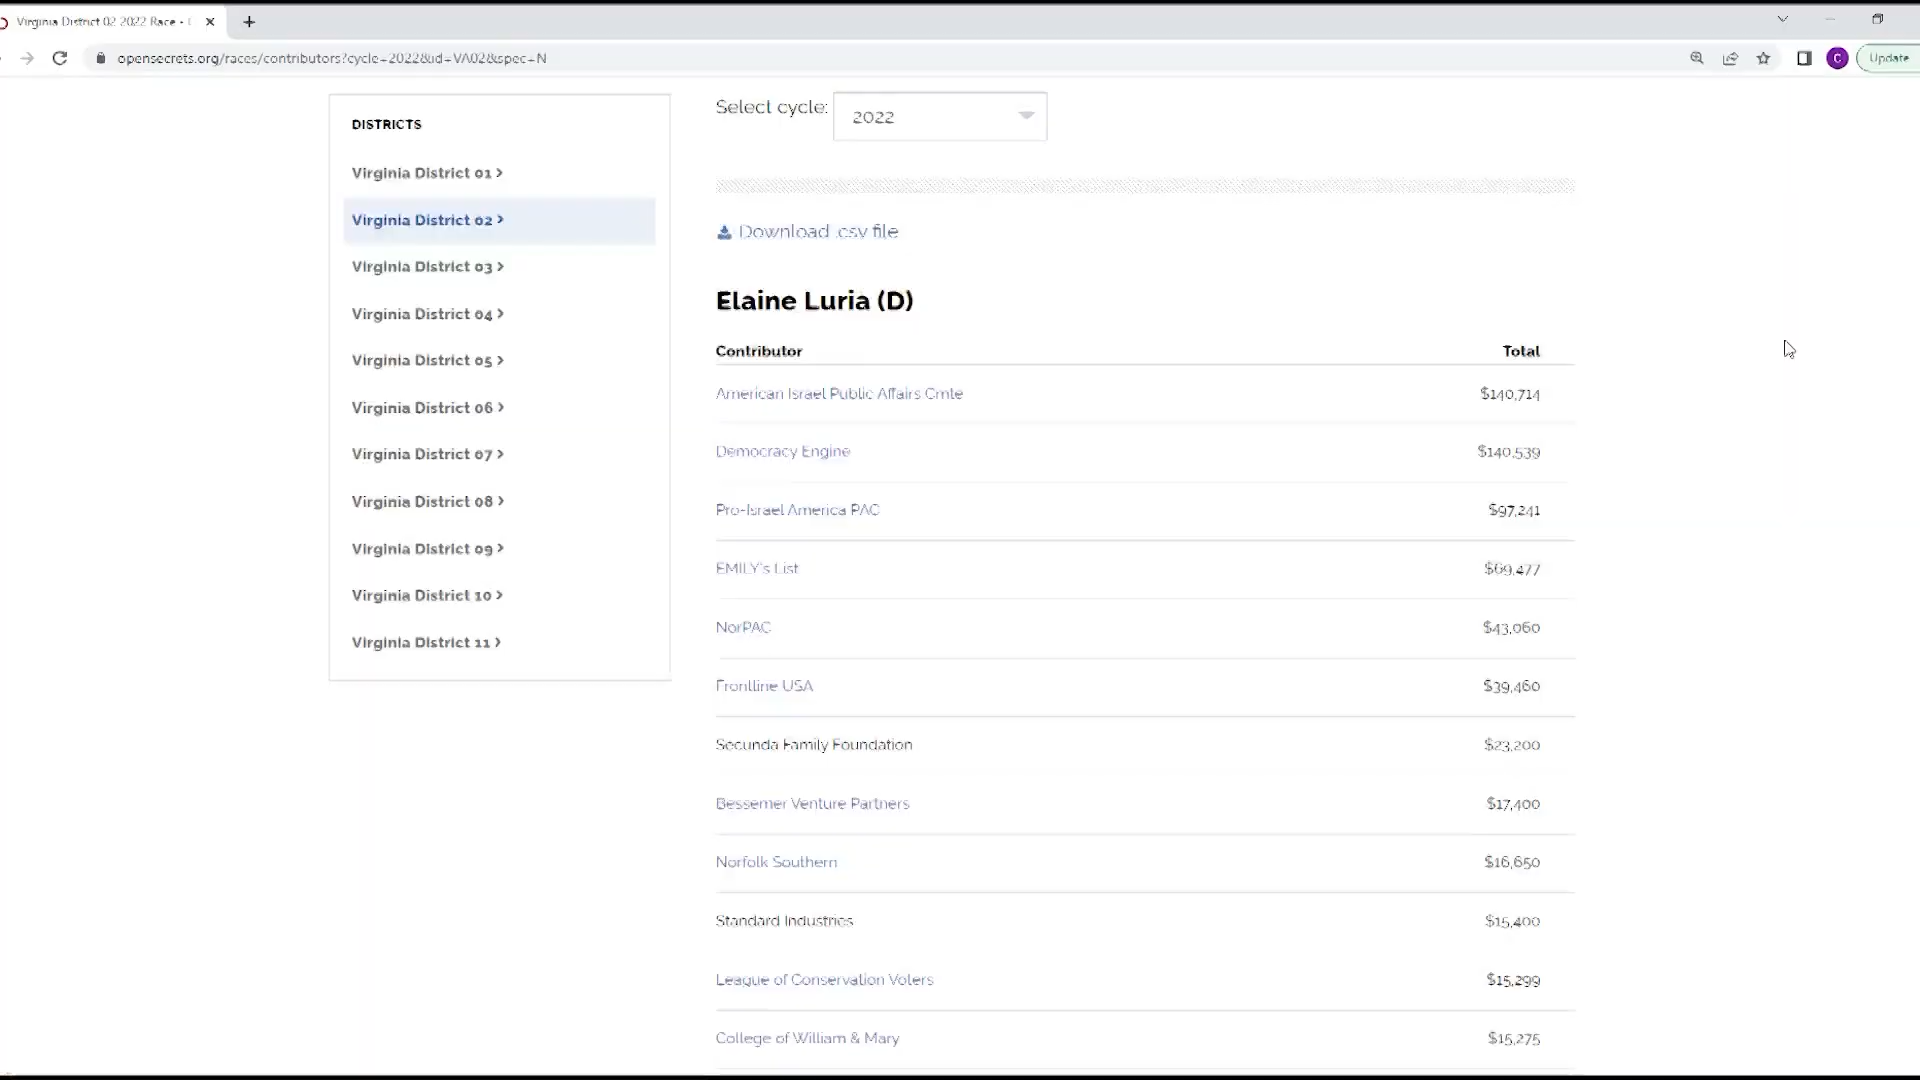 Virginia District 02 2022 Race -
opensecrets.org/races/contributors?cycle=2022&id=VA02&spec=N
C
Update
DISTRICTS
Virginia District 01 >
Virginia District 02 >
Virginia District 03 >
Virginia District 04 >
Virginia District 05 >
Virginia District 06 >
Virginia District 07 >
Virginia District 08 >
Virginia District 09 >
Virginia District 10 >
Virginia District 11 >
Select cycle: 2022
Download .csv file
Elaine Luria (D)
Contributor Total
American Israel Public Affairs Cmte $140,714
Democracy Engine $140,539
Pro-Israel America PAC $97,241
EMILY's List $69,477
NorPAC $43,060
Frontline USA $39,460
Secunda Family Foundation $23,200
Bessemer Venture Partners $17,400
Norfolk Southern $16,650
Standard Industries $15,400
League of Conservation Voters $15,299
College of William & Mary $15,275